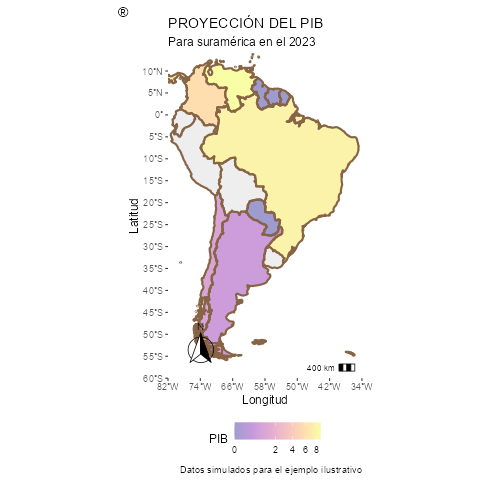 ®
PROYECCIÓN DEL PIB
Para suramérica en el 2023
10°N
5°N
0°
5°S
10°S
15°S
20°S
25°S
30°S
35°S
40°S
45°S
50°S
55°S
60°S
Latitud
N
400 km
82°W 74°W 66°W 58°W 50°W 42°W 34°W
Longitud
PIB
0 2 4 6 8
Datos simulados para el ejemplo ilustrativo